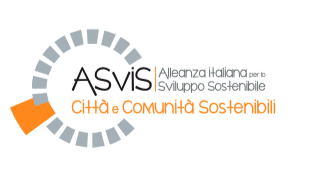 ASviS Alleanza Italiana per lo
Sviluppo Sostenibile
Città e Comunità Sostenibili